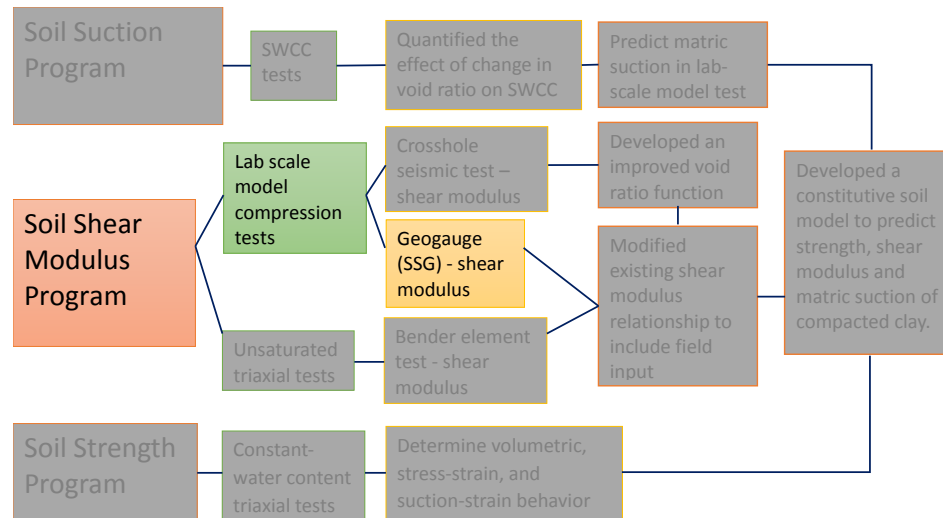 Soil Suction
Program
SWCC
tests
Quantified the
effect of change in
void ratio on SWCC
Predict matric
suction in lab-
scale model test
Soil Shear
Modulus
Program
Lab scale
model
compression
tests
Crosshole
seismic test –
shear modulus
Developed an
improved void
ratio function
Geogauge
(SSG) - shear
modulus
Unsaturated
triaxial tests
Bender element
test - shear
modulus
Modified
existing shear
modulus
relationship to
include field
input
Developed a
constitutive soil
model to predict
strength, shear
modulus and
matric suction of
compacted clay.
Soil Strength
Program
Constant-
water content
triaxial tests
Determine volumetric,
stress-strain, and
suction-strain behavior